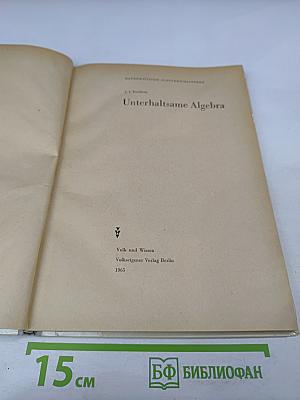 Unterhaltsame Algebra
Volk und Wissen
Volkseigener Verlag Berlin
1965
15 см
БФ БИБЛИОФАН